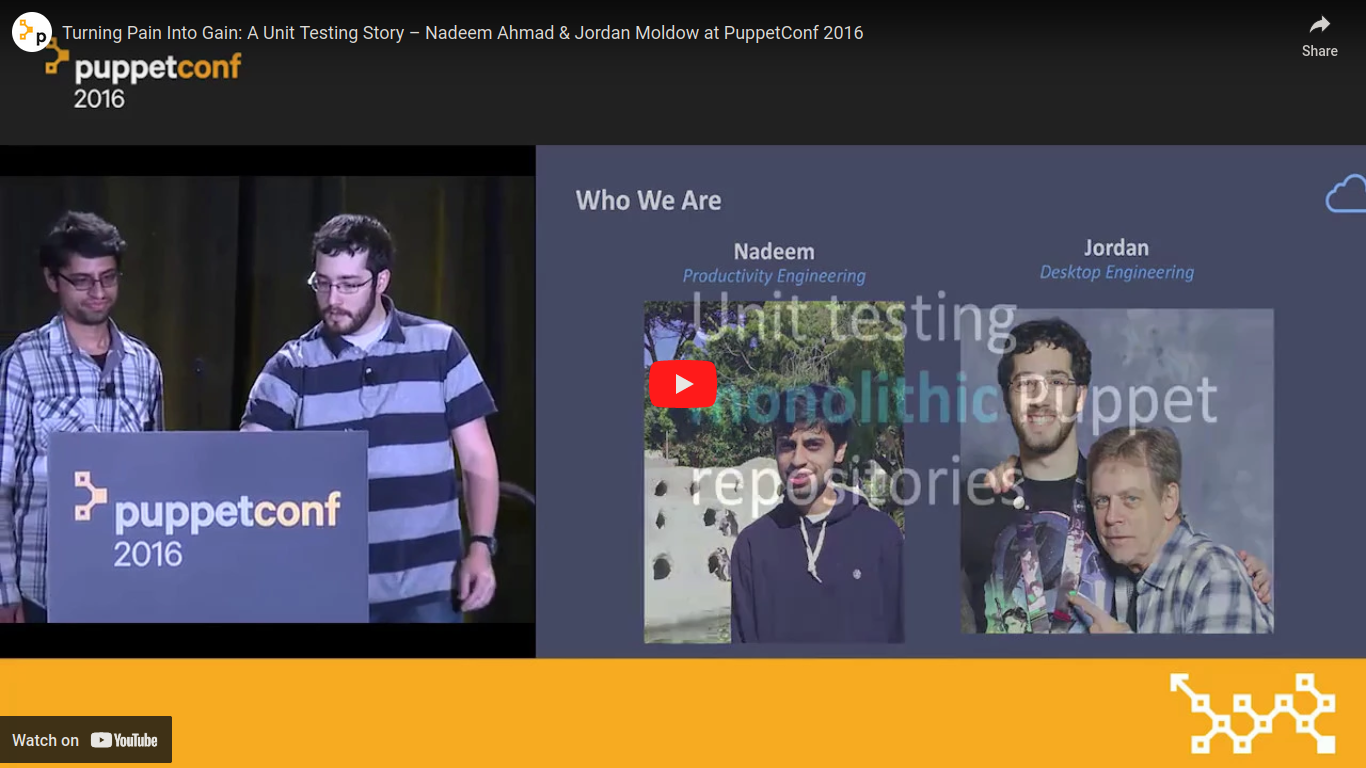 Turning Pain Into Gain: A Unit Testing Story – Nadeem Ahmad & Jordan Moldow at PuppetConf 2016
Share
p
puppetconf
2016
Who We Are
Nadeem
Productivity Engineering
Jordan
Desktop Engineering
Unit testing
monolithic Puppet
repositories
puppetconf
2016
Watch on YouTube